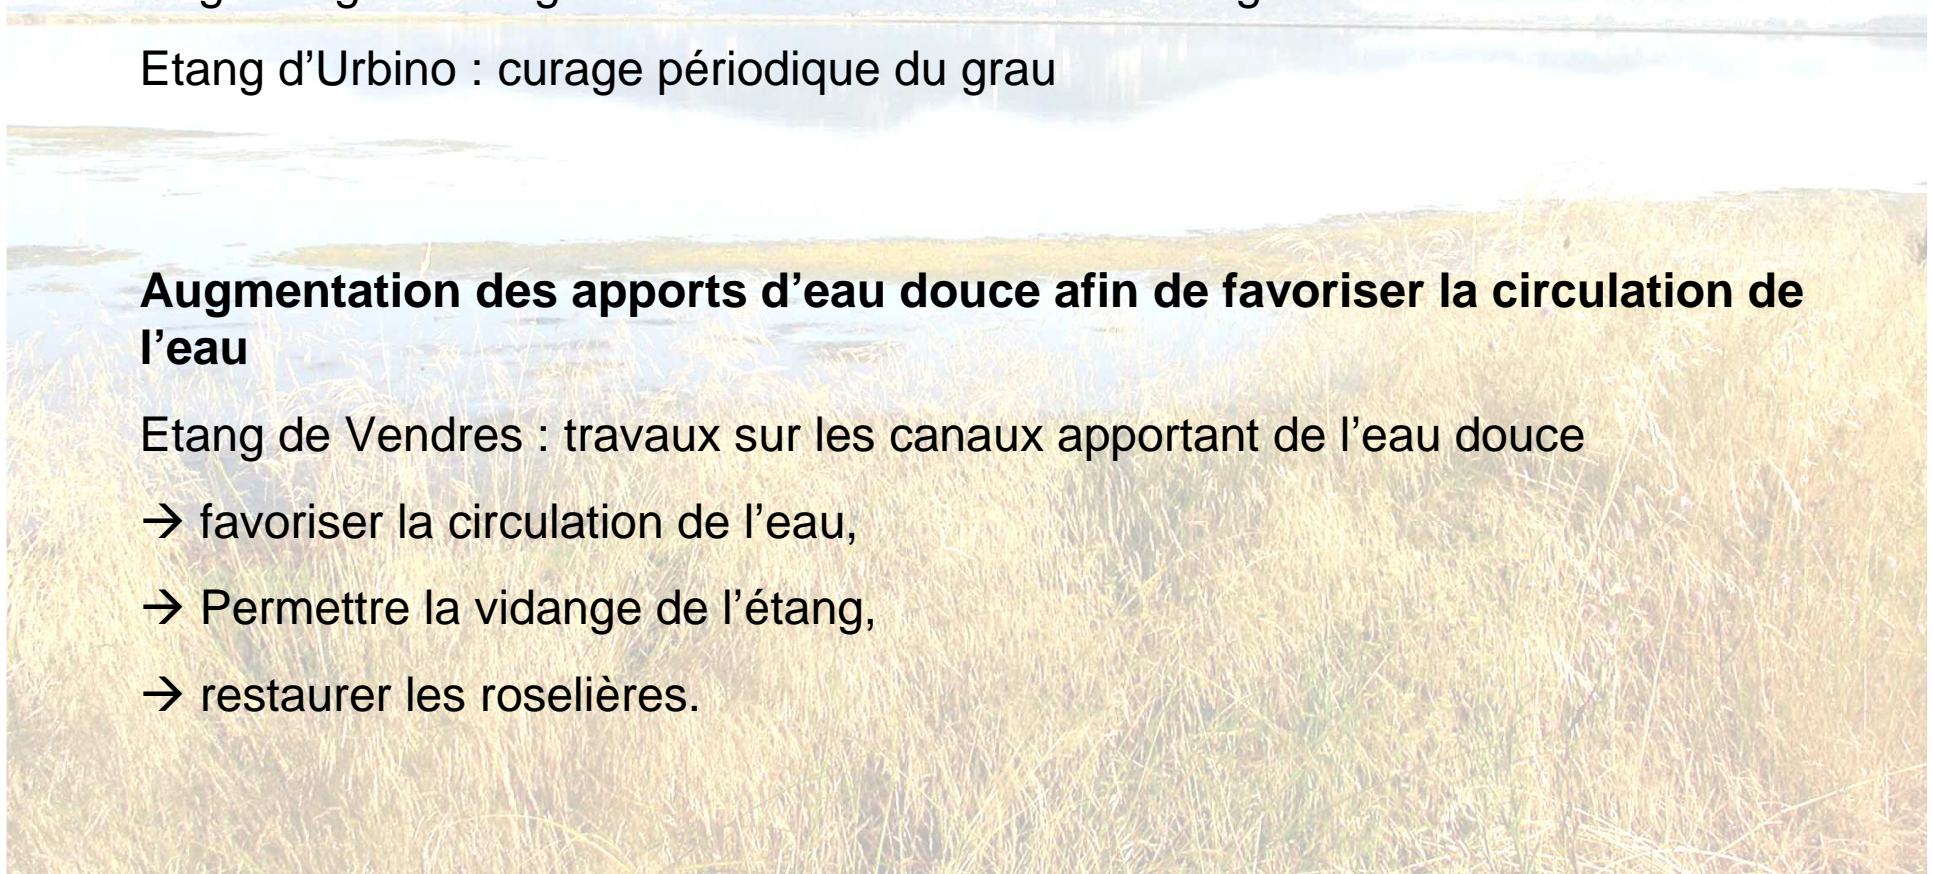 Etang d’Urbino : curage périodique du grau
Augmentation des apports d’eau douce afin de favoriser la circulation de
l’eau
Etang de Vendres : travaux sur les canaux apportant de l’eau douce
→ favoriser la circulation de l’eau,
→ Permettre la vidange de l’étang,
→ restaurer les roselières.